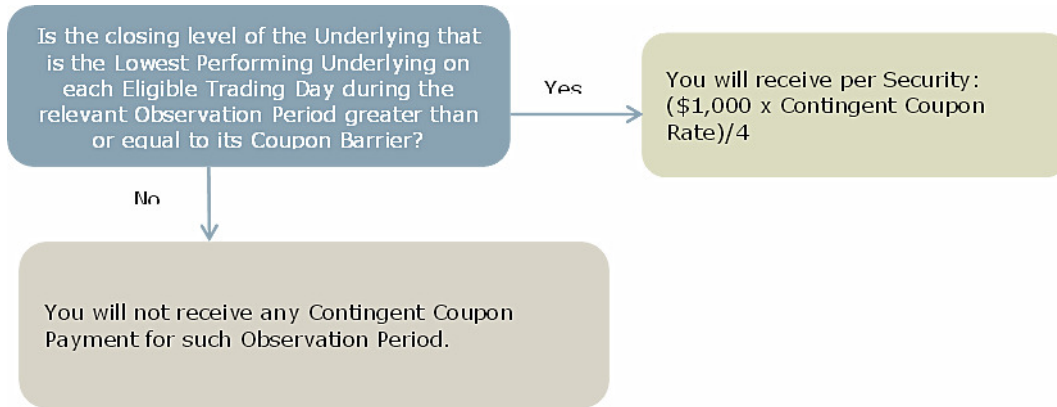 Is the closing level of the Underlying that
is the Lowest Performing Underlying on
each Eligible Trading Day during the
relevant Observation Period greater than
or equal to its Coupon Barrier?
Yes
You will receive per Security:
($1,000 x Contingent Coupon
Rate)/4
No
You will not receive any Contingent Coupon
Payment for such Observation Period.